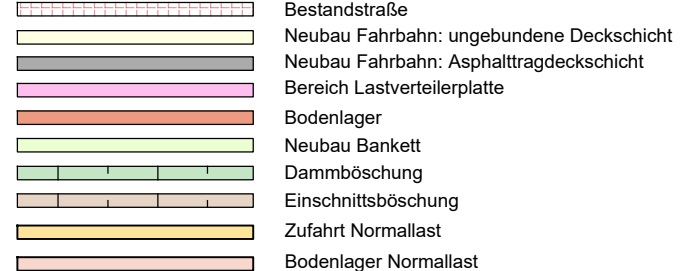 Bestandstraße
Neubau Fahrbahn: ungebundene Deckschicht
Neubau Fahrbahn: Asphalttragdeckschicht
Bereich Lastverteilerplatte
Bodenlager
Neubau Bankett
Dammböschung
Einschnittsböschung
Zufahrt Normallast
Bodenlager Normallast